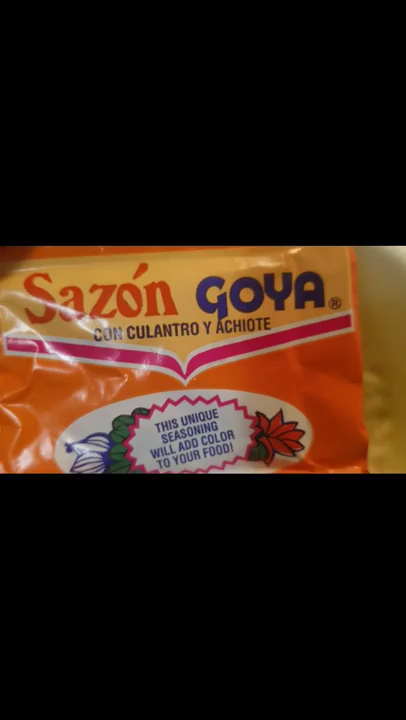 Sazón GOYA®
CON CULANTRO Y ACHIOTE
THIS UNIQUE
SEASONING
WILL ADD COLOR
TO YOUR FOOD!